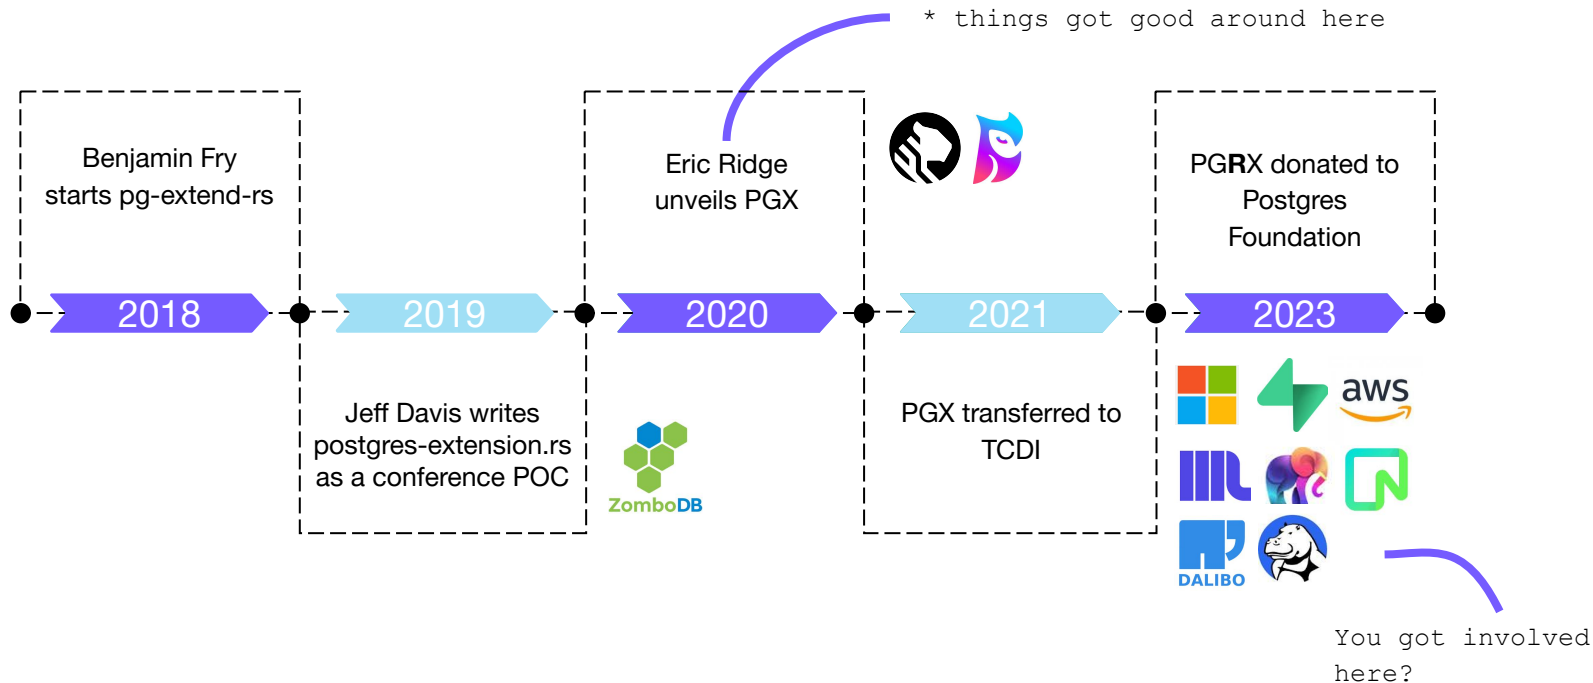 * things got good around here
Benjamin Fry
starts pg-extend-rs
Eric Ridge
unveils PGX
PGRX donated to
Postgres
Foundation
2018
2019
2020
2021
2023
Jeff Davis writes
postgres-extension.rs
as a conference POC
ZomboDB
PGX transferred to
TCDI
aws
DALIBO
You got involved
here?